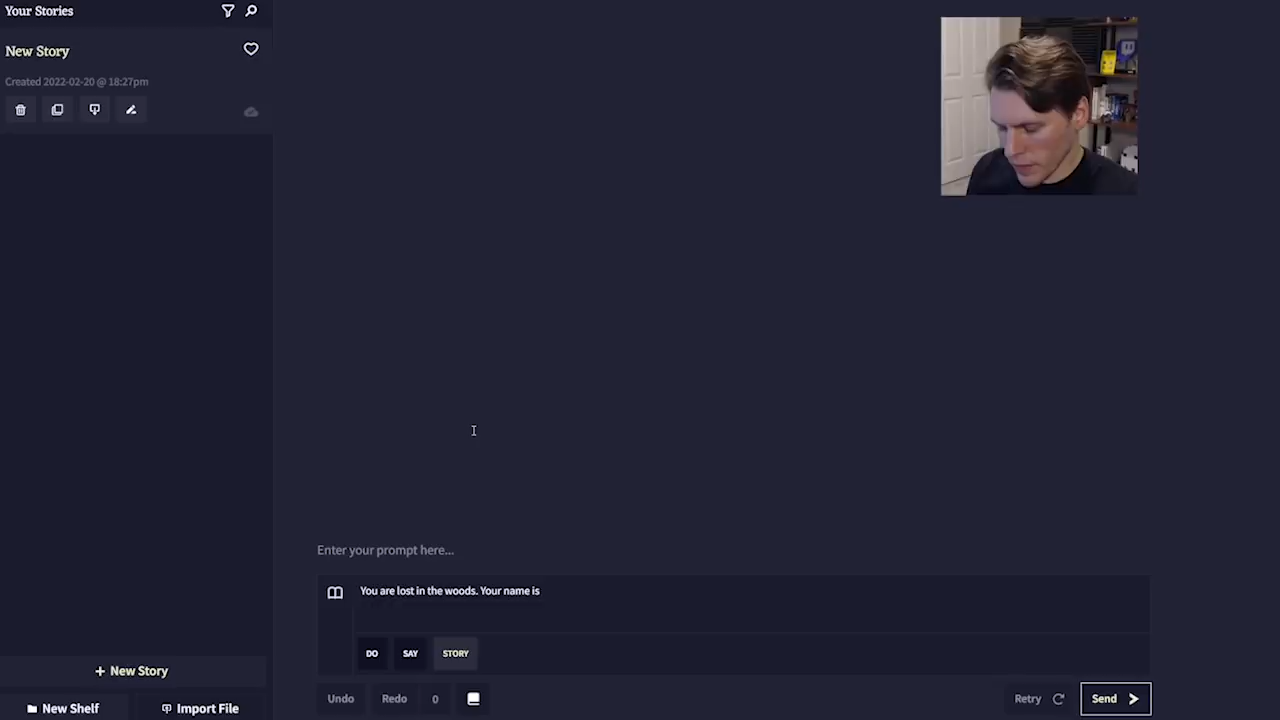 Your Stories
New Story
Created 2022-02-20 @ 18:27pm
Enter your prompt here...
You are lost in the woods. Your name is
DO SAY STORY
+ New Story
Undo Redo 0 Retry Send
New Shelf Import File